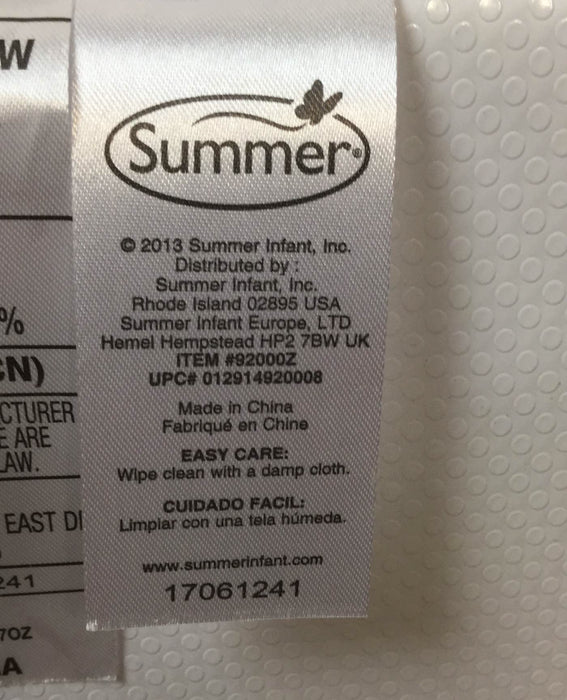 W
%
EN)
CTURER
E ARE
LAW.
EAST DI
241
7OZ
A
Summer®
© 2013 Summer Infant, Inc.
Distributed by :
Summer Infant, Inc.
Rhode Island 02895 USA
Summer Infant Europe, LTD
Hemel Hempstead HP2 7BW UK
ITEM #92000Z
UPC# 012914920008
Made in China
Fabriqué en Chine
EASY CARE:
Wipe clean with a damp cloth.
CUIDADO FACIL:
Limpiar con una tela húmeda.
www.summerinfant.com
17061241